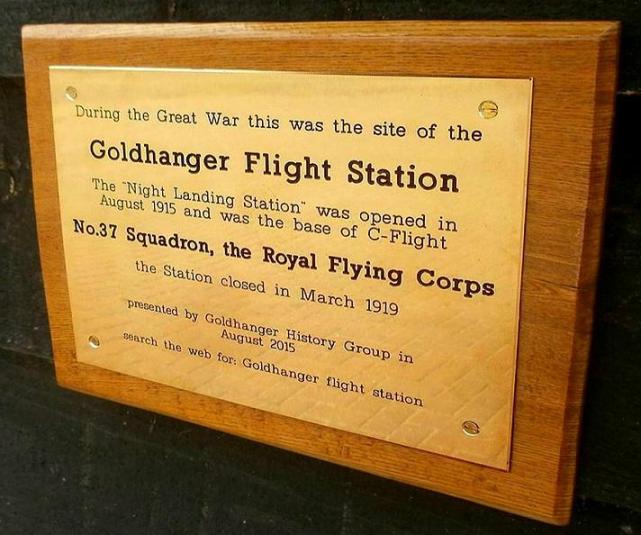 During the Great War this was the site of the
Goldhanger Flight Station
The "Night Landing Station" was opened in
August 1915 and was the base of C-Flight
No.37 Squadron, the Royal Flying Corps
the Station closed in March 1919
presented by Goldhanger History Group in
August 2015
search the web for: Goldhanger flight station